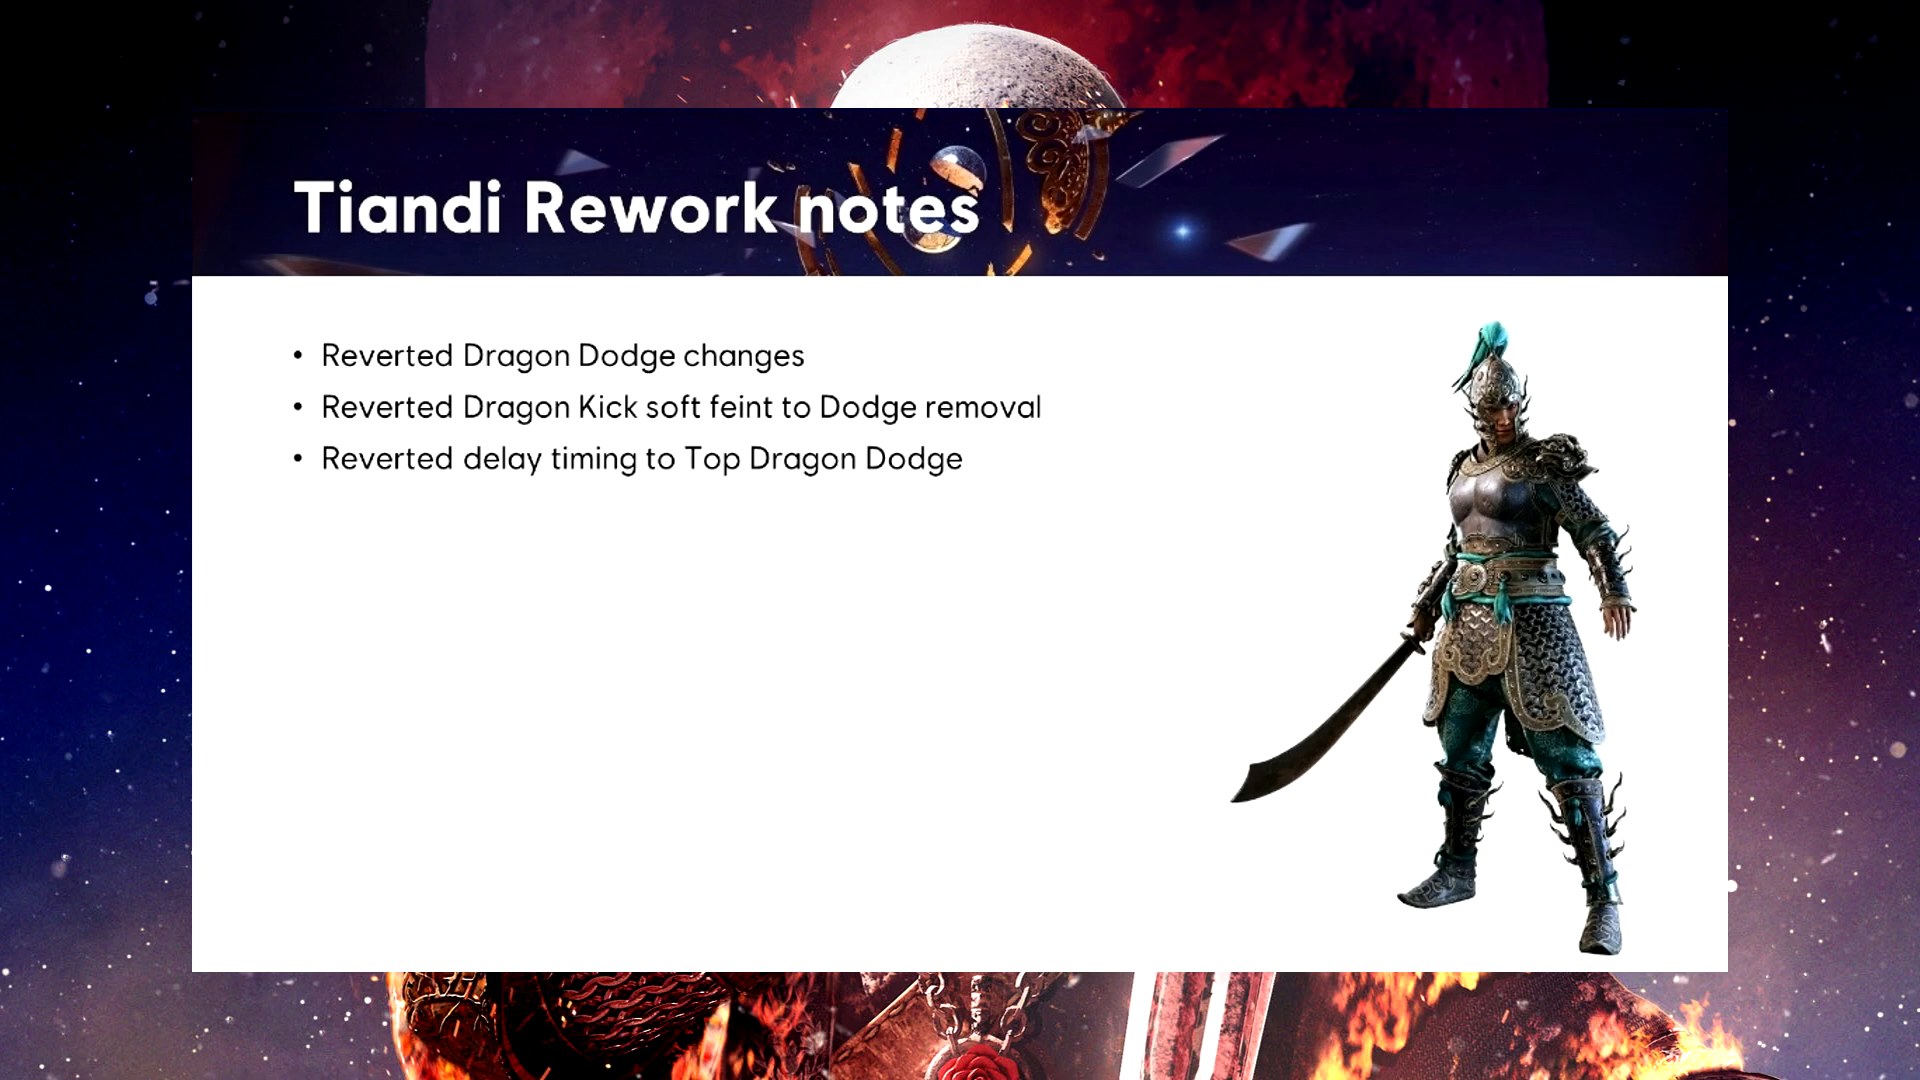 Tiandi Rework notes
• Reverted Dragon Dodge changes
• Reverted Dragon Kick soft feint to Dodge removal
• Reverted delay timing to Top Dragon Dodge